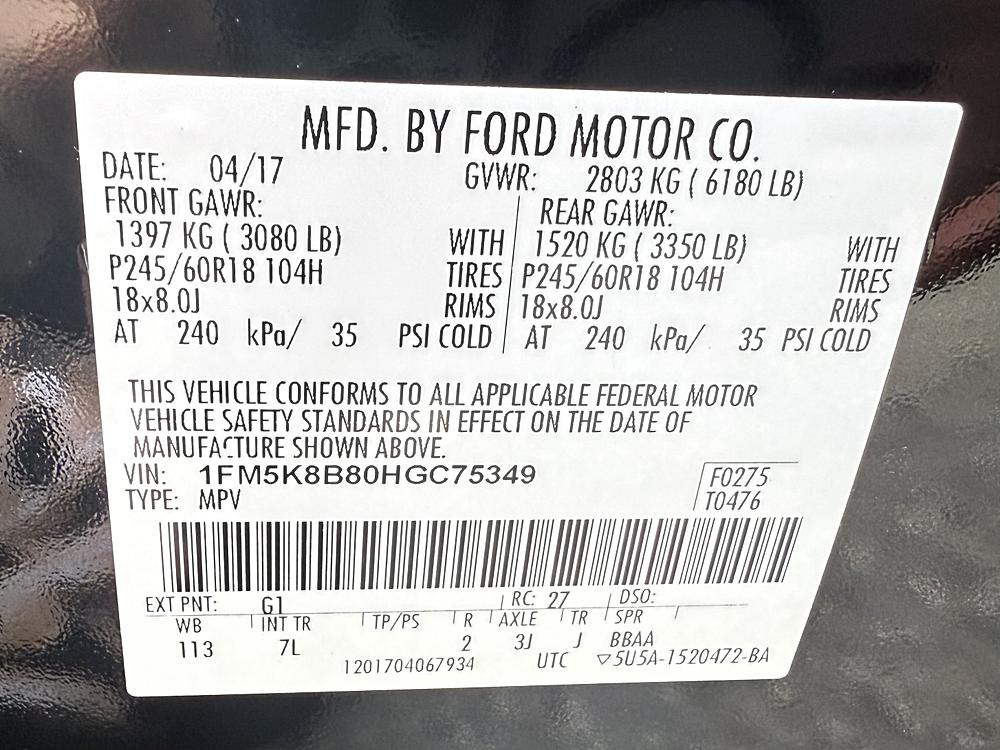 MFD. BY FORD MOTOR CO.
DATE: 04/17 GVWR: 2803 KG ( 6180 LB)
FRONT GAWR: REAR GAWR:
1397 KG ( 3080 LB) WITH 1520 KG ( 3350 LB) WITH
P245/60R18 104H TIRES P245/60R18 104H TIRES
18x8.0J RIMS 18x8.0J RIMS
AT 240 kPa/ 35 PSI COLD AT 240 kPa/ 35 PSI COLD
THIS VEHICLE CONFORMS TO ALL APPLICABLE FEDERAL MOTOR
VEHICLE SAFETY STANDARDS IN EFFECT ON THE DATE OF
MANUFACTURE SHOWN ABOVE.
VIN: 1FM5K8B80HGC75349 F0275
TYPE: MPV T0476
EXT PNT: G1 RC: 27 DSO:
WB INT TR TP/PS R AXLE TR SPR
113 7L 2 3J J BBAA
1201704067934 UTC ▽5U5A-1520472-BA